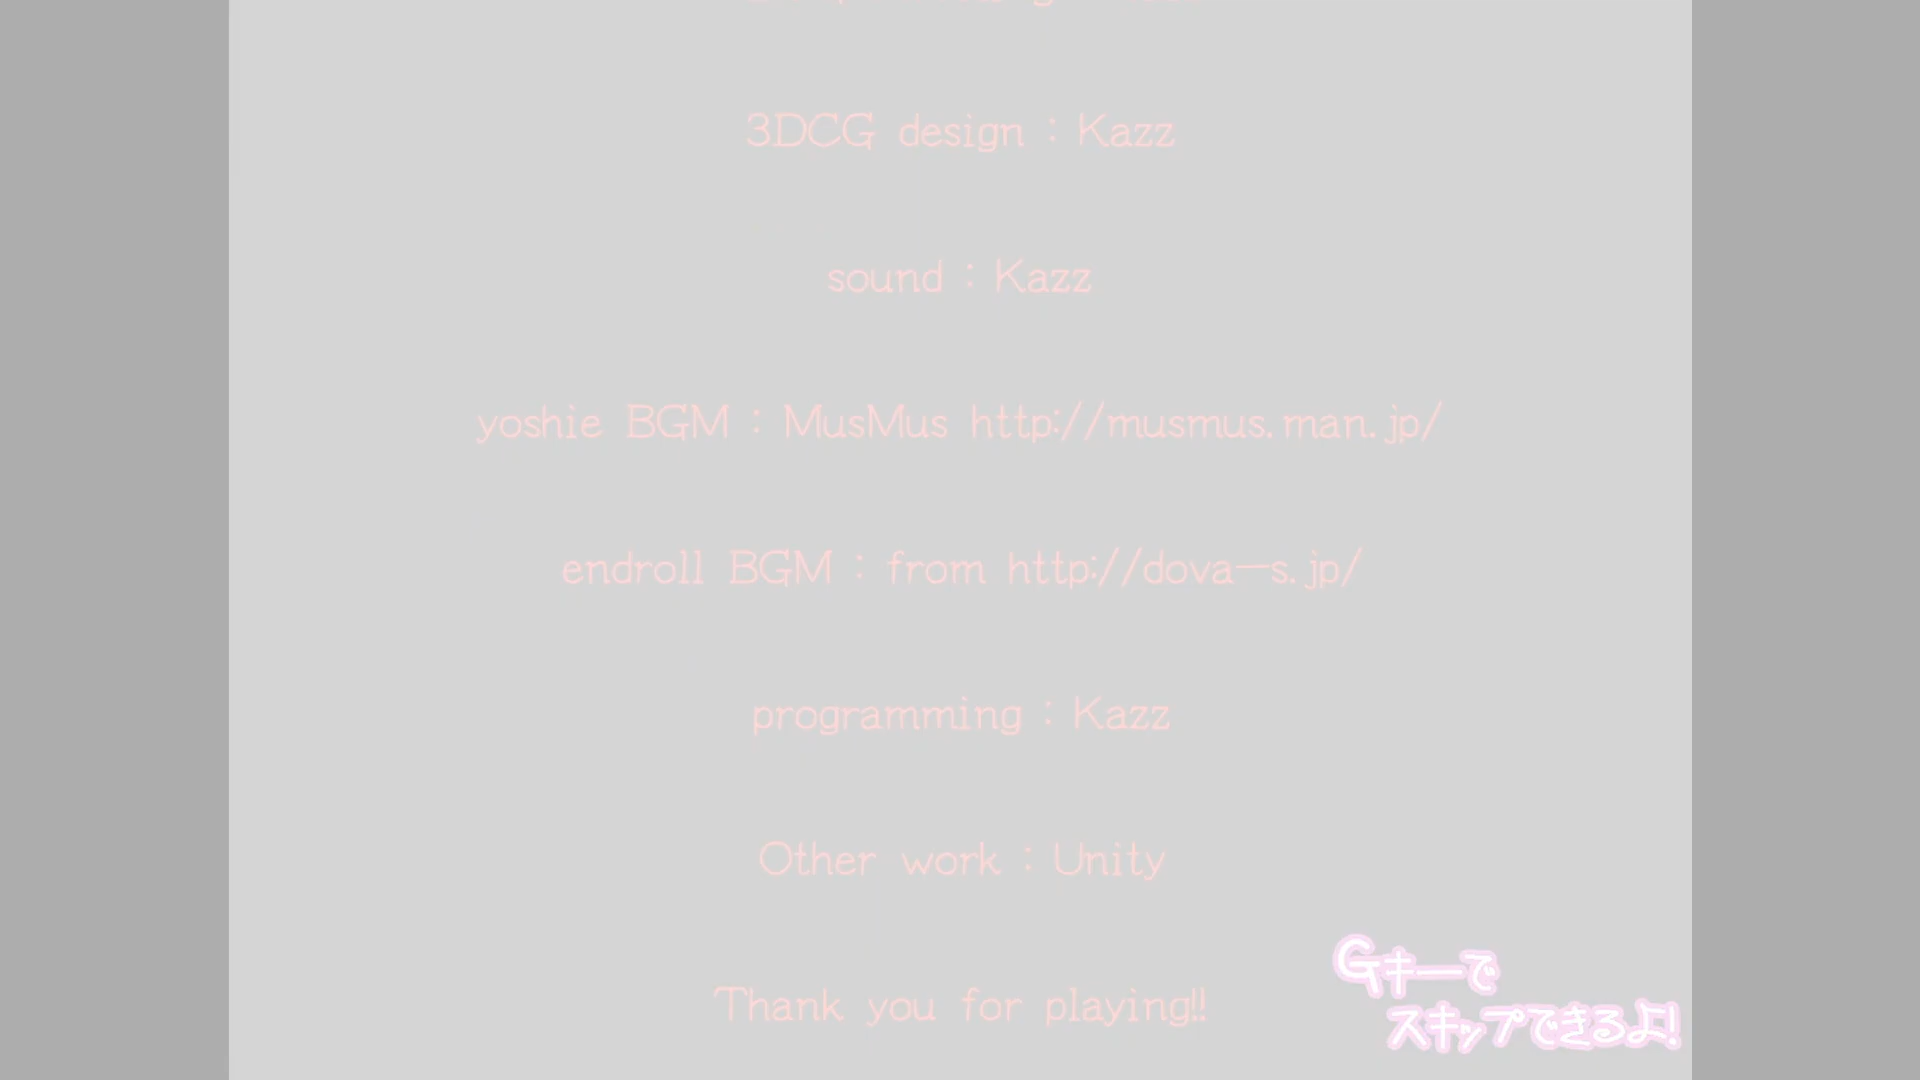 3DCG design : Kazz
sound : Kazz
yoshie BGM : MusMus http://musmus.man.jp/
endroll BGM : from http://dova-s.jp/
programming : Kazz
Other work : Unity
Thank you for playing!!
Gキーで
スキップできるよ!